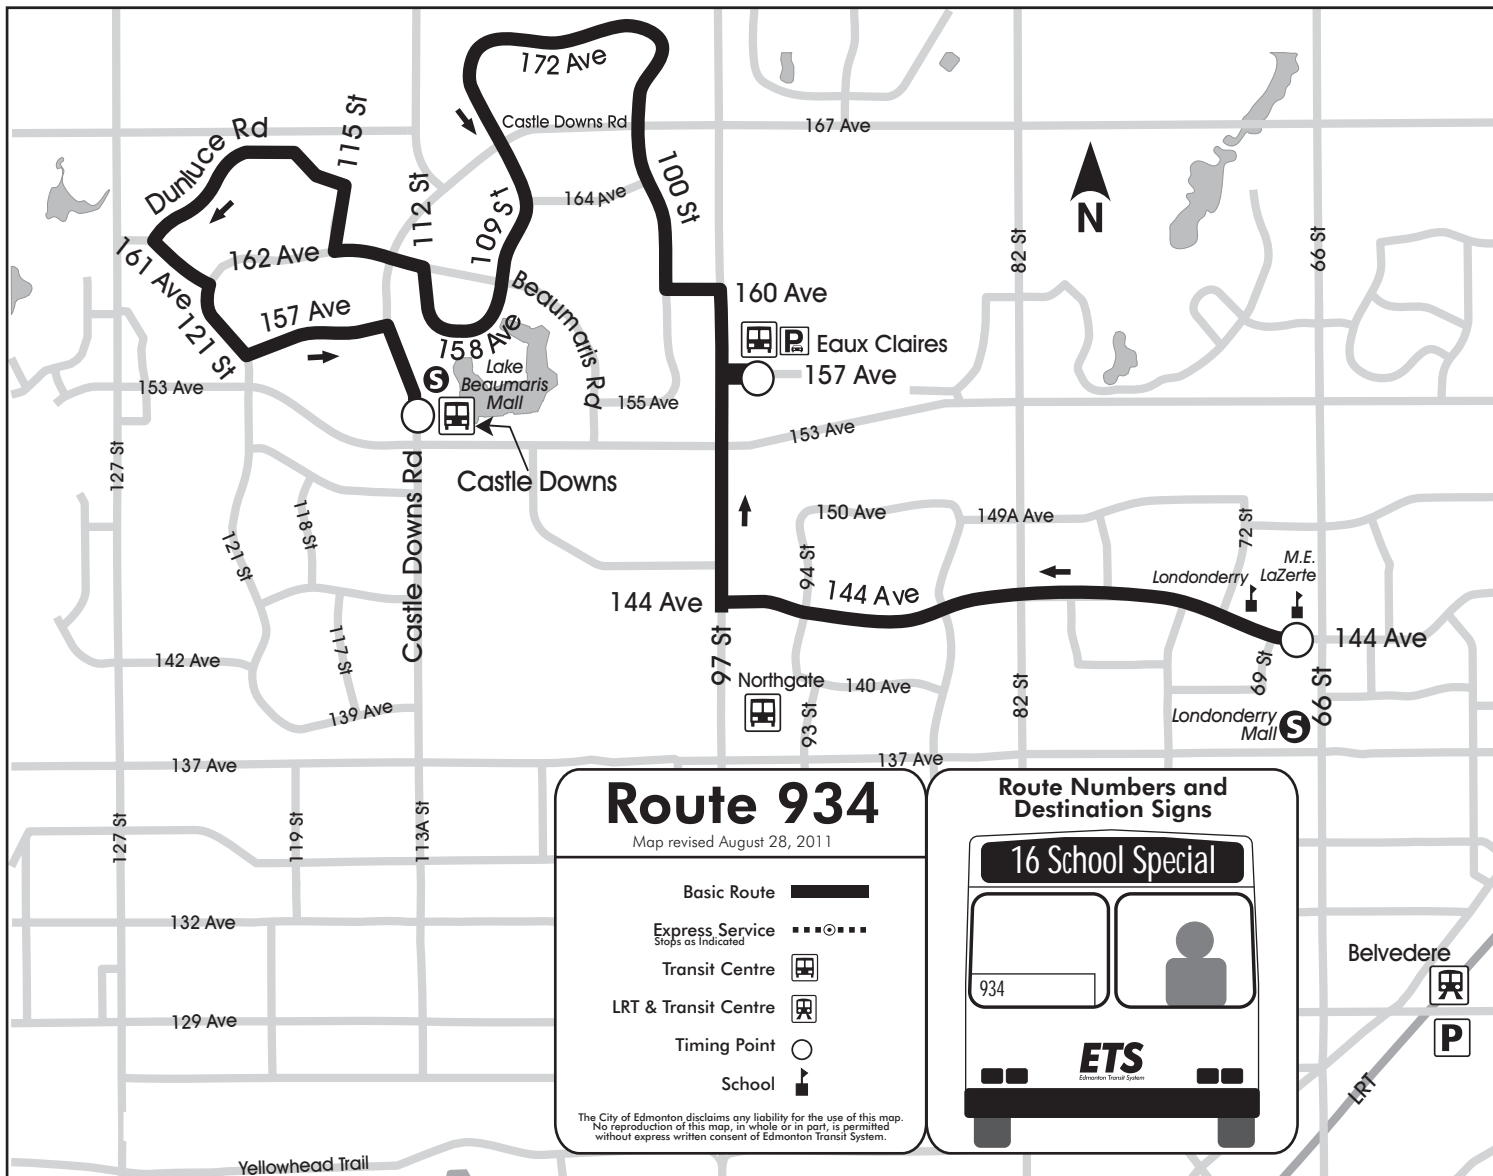 172 Ave
Castle Downs Rd
167 Ave
115 St
Dunluce Rd
112 St
109 St
164 Ave
100 St
N
82 St
66 St
161 Ave
162 Ave
121 St
157 Ave
Beaumaris Rd
158 Ave
160 Ave
Eaux Claires
P
157 Ave
S
Lake
Beaumaris
Mall
153 Ave
155 Ave
153 Ave
127 St
Castle Downs
Castle Downs Rd
118 St
121 St
117 St
150 Ave
149A Ave
94 St
144 Ave
72 St
M.E.
LaZerte
Londonderry
144 Ave
144 Ave
97 St
Northgate
140 Ave
93 St
82 St
69 St
66 St
Londonderry
Mall
S
142 Ave
139 Ave
137 Ave
137 Ave
127 St
119 St
113A St
132 Ave
129 Ave
Yellowhead Trail
Belvedere
P
LRT
Route 934
Map revised August 28, 2011
Basic Route
Express Service
Stops as Indicated
Transit Centre
LRT & Transit Centre
Timing Point
School
The City of Edmonton disclaims any liability for the use of this map.
No reproduction of this map, in whole or in part, is permitted
without express written consent of Edmonton Transit System.
Route Numbers and
Destination Signs
16 School Special
934
ETS
Edmonton Transit System